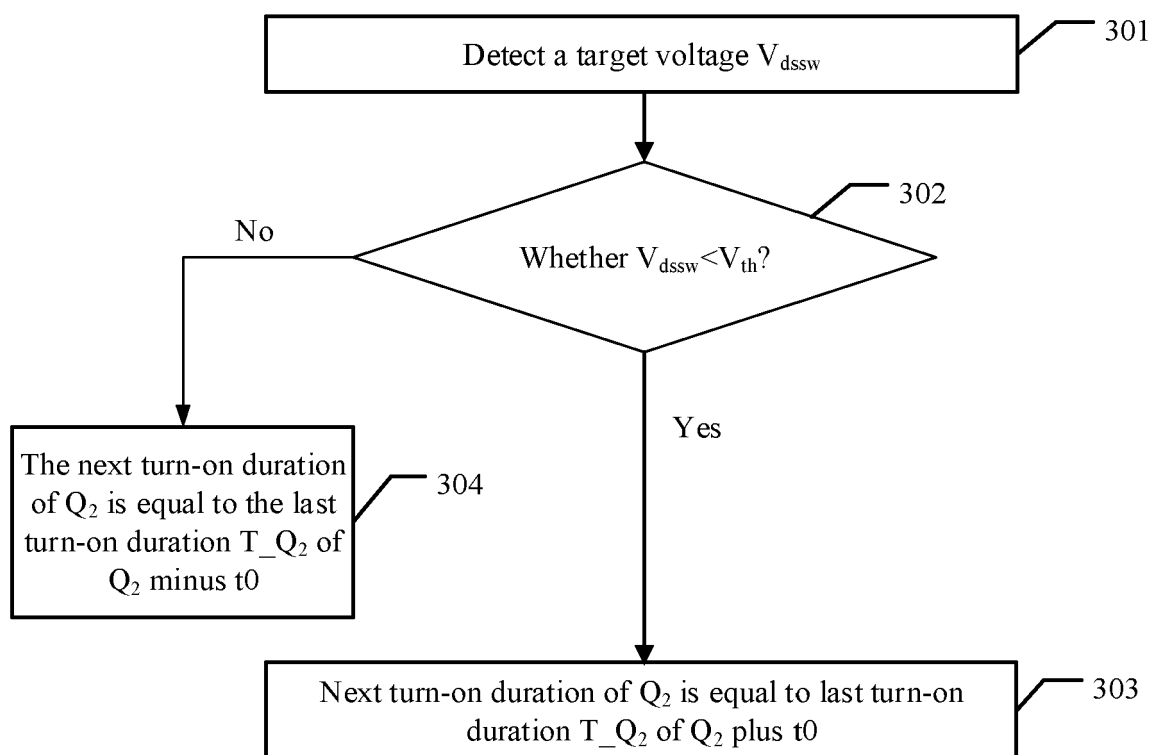 Detect a target voltage V_dssw
301
302
No
Whether V_dssw<V_th?
Yes
The next turn-on duration
of Q₂ is equal to the last
turn-on duration T_Q₂ of
Q₂ minus t0
304
Next turn-on duration of Q₂ is equal to last turn-on
duration T_Q₂ of Q₂ plus t0
303